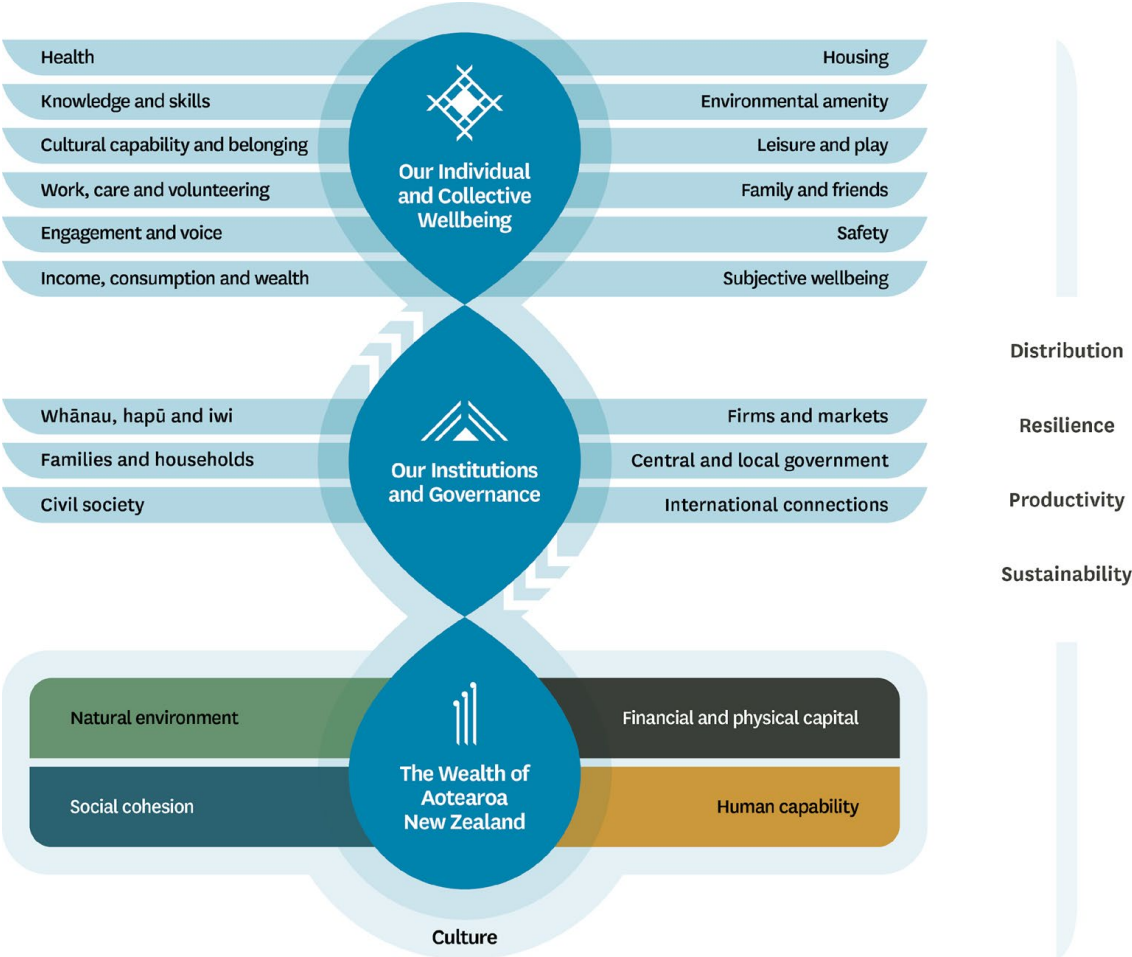 Health
Housing
Knowledge and skills
Environmental amenity
Cultural capability and belonging
Leisure and play
Work, care and volunteering
Family and friends
Engagement and voice
Safety
Income, consumption and wealth
Subjective wellbeing
Our Individual
and Collective
Wellbeing
Whānau, hapū and iwi
Firms and markets
Families and households
Central and local government
Civil society
International connections
Our Institutions
and Governance
Natural environment
Financial and physical capital
Social cohesion
Human capability
The Wealth of
Aotearoa
New Zealand
Culture
Distribution
Resilience
Productivity
Sustainability